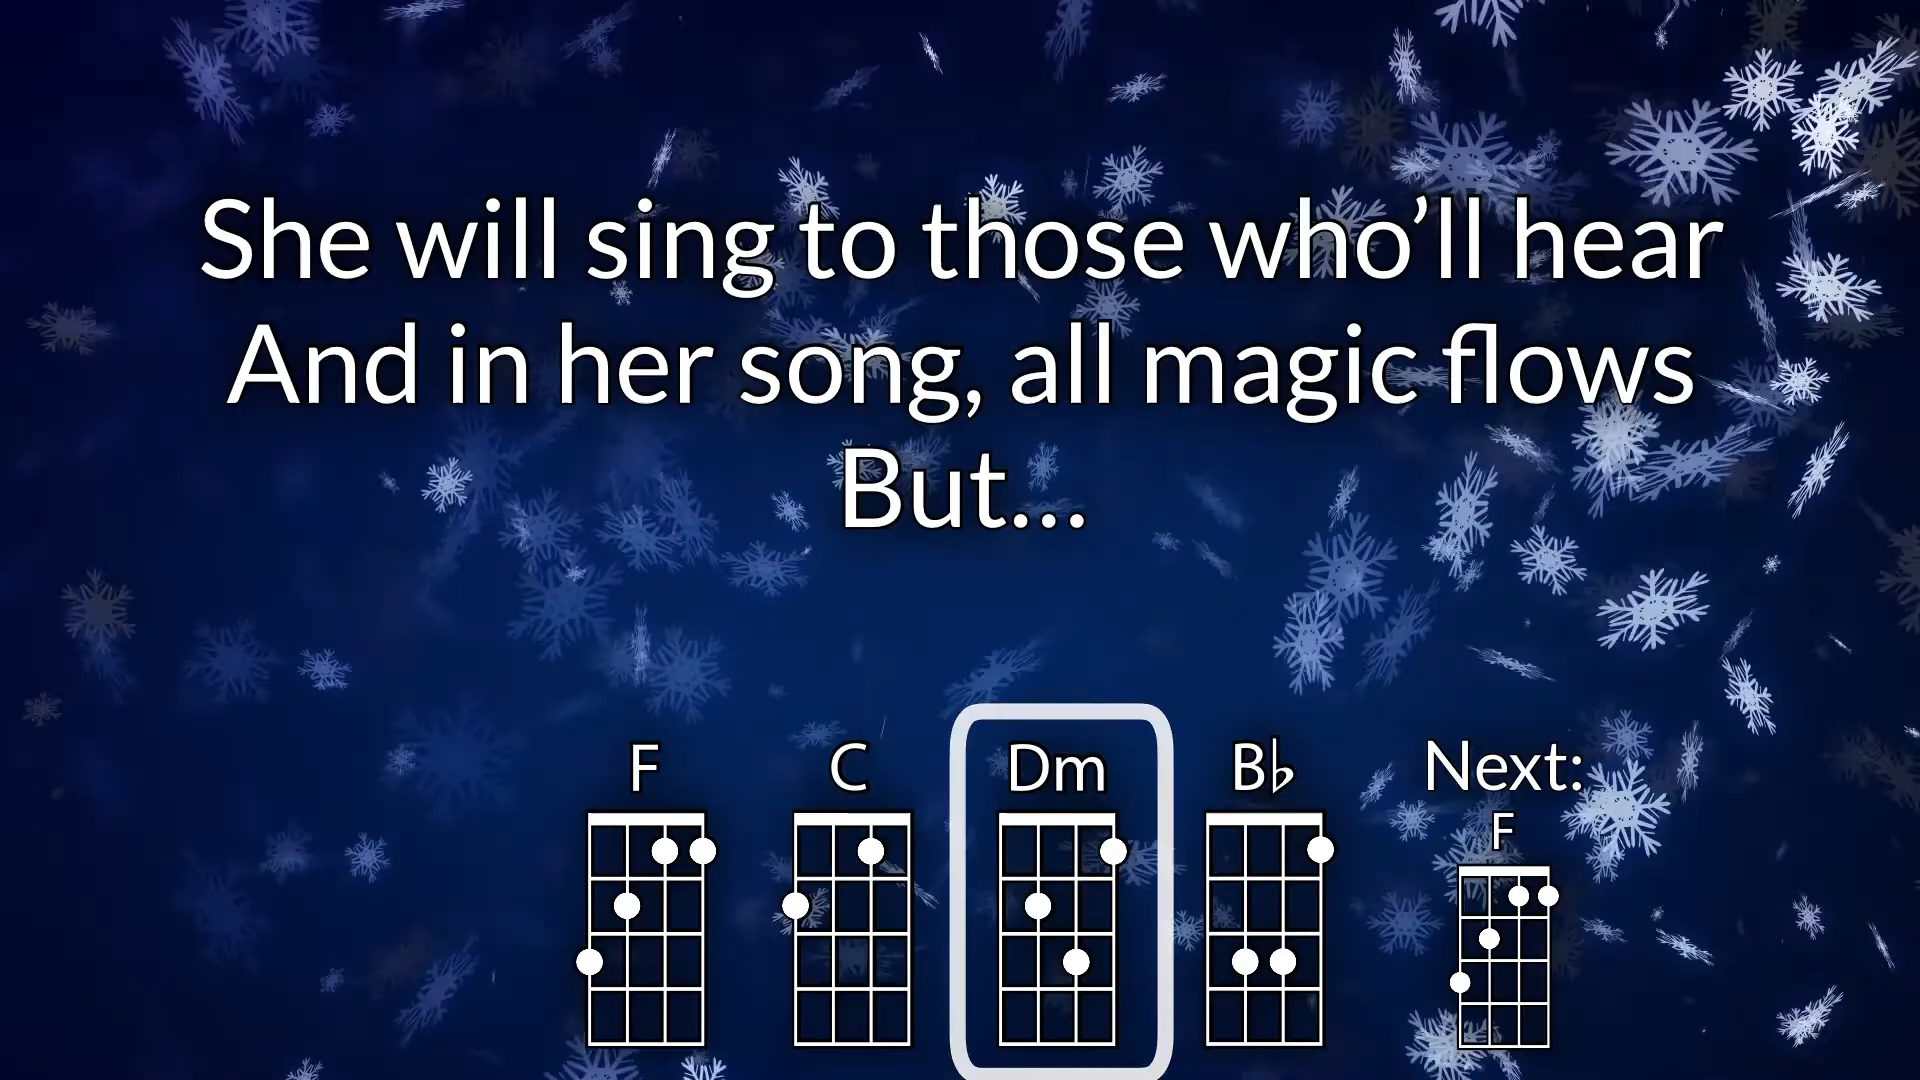 She will sing to those who’ll hear
And in her song, all magic flows
But...
F C Dm B♭ Next:
F